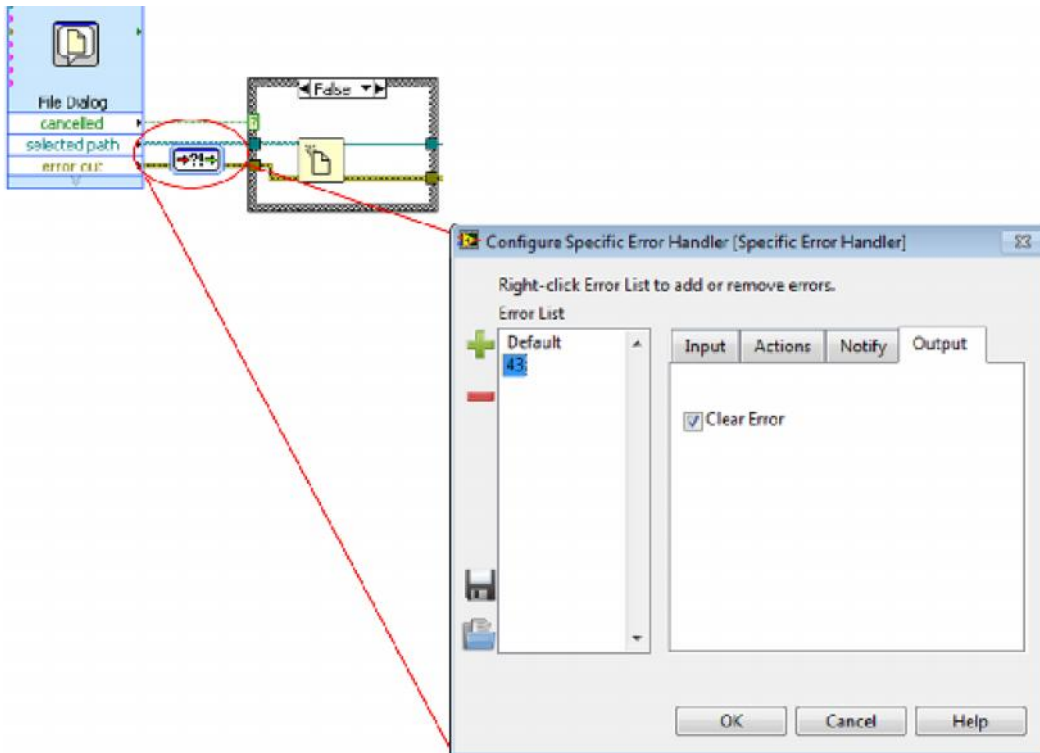 File Dialog
cancelled
selected path
error out
?!
False
?
Configure Specific Error Handler [Specific Error Handler]
Right-click Error List to add or remove errors.
Error List
Default
43
Input
Actions
Notify
Output
Clear Error
OK
Cancel
Help